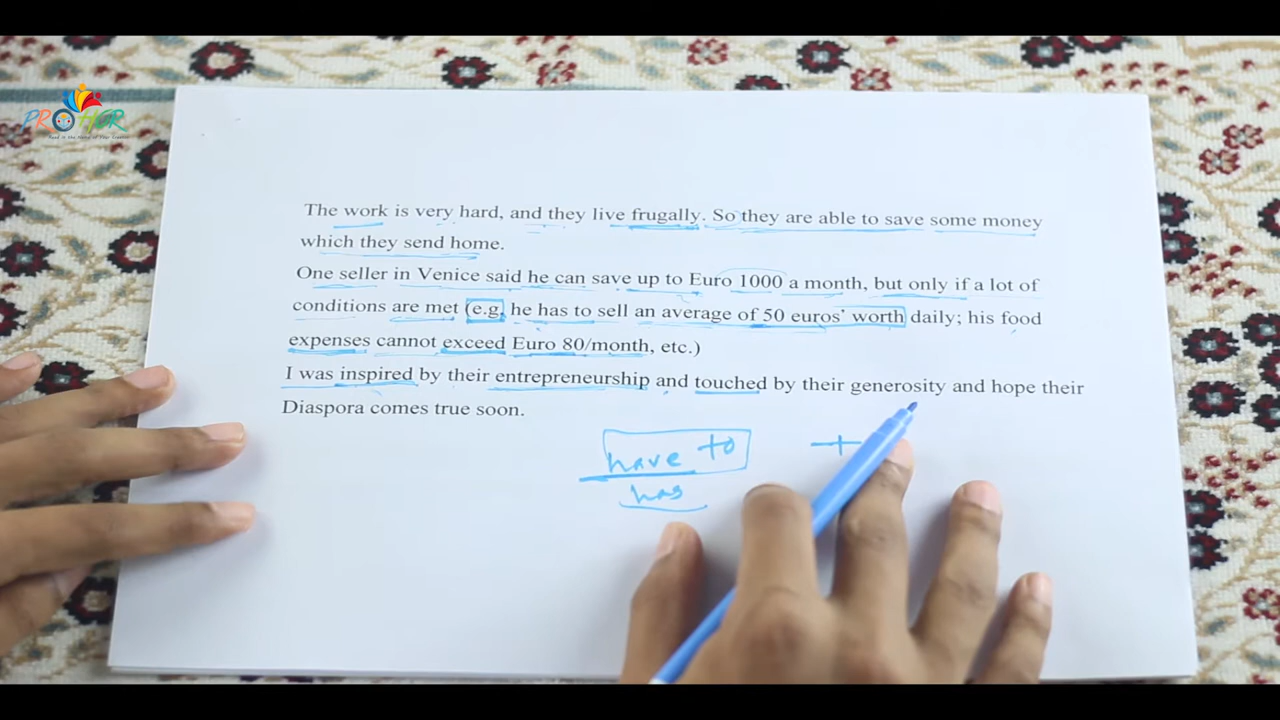 PROHOR
The work is very hard, and they live frugally. So they are able to save some money
which they send home.
One seller in Venice said he can save up to Euro 1000 a month, but only if a lot of
conditions are met (e.g. he has to sell an average of 50 euros' worth daily; his food
expenses cannot exceed Euro 80/month, etc.)
I was inspired by their entrepreneurship and touched by their generosity and hope their
Diaspora comes true soon.
have to
has